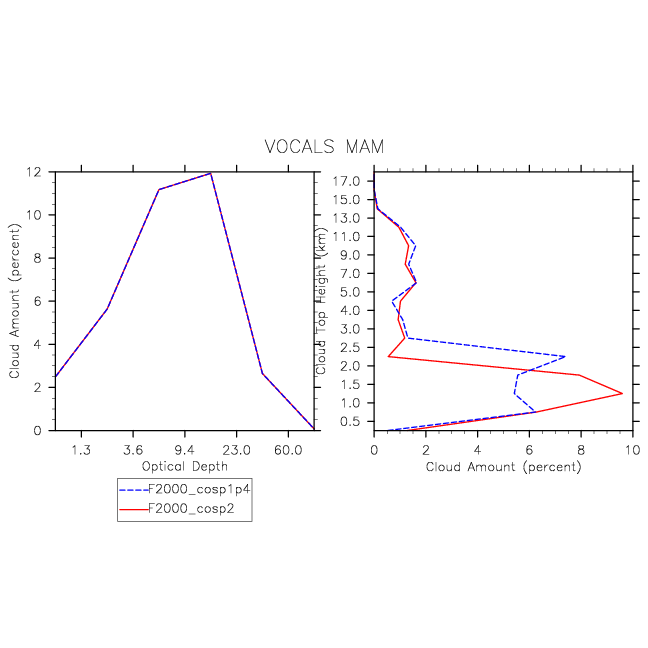 VOCALS MAM
Cloud Amount (percent)
12
10
8
6
4
2
0
1.3 3.6 9.4 23.0 60.0
Optical Depth
Cloud Top Height (km)
17.0
15.0
13.0
11.0
9.0
7.0
5.0
4.0
3.0
2.5
2.0
1.5
1.0
0.5
0 2 4 6 8 10
Cloud Amount (percent)
F2000_cosp1p4
F2000_cosp2